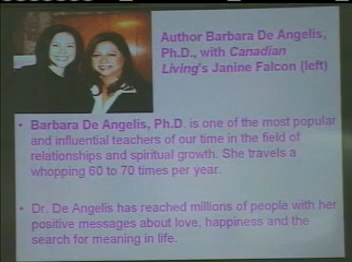 Author Barbara De Angelis,
Ph.D., with Canadian
Living's Janine Falcon (left)
• Barbara De Angelis, Ph.D. is one of the most popular
and influential teachers of our time in the field of
relationships and spiritual growth. She travels a
whopping 60 to 70 times per year.
• Dr. De Angelis has reached millions of people with her
positive messages about love, happiness and the
search for meaning in life.